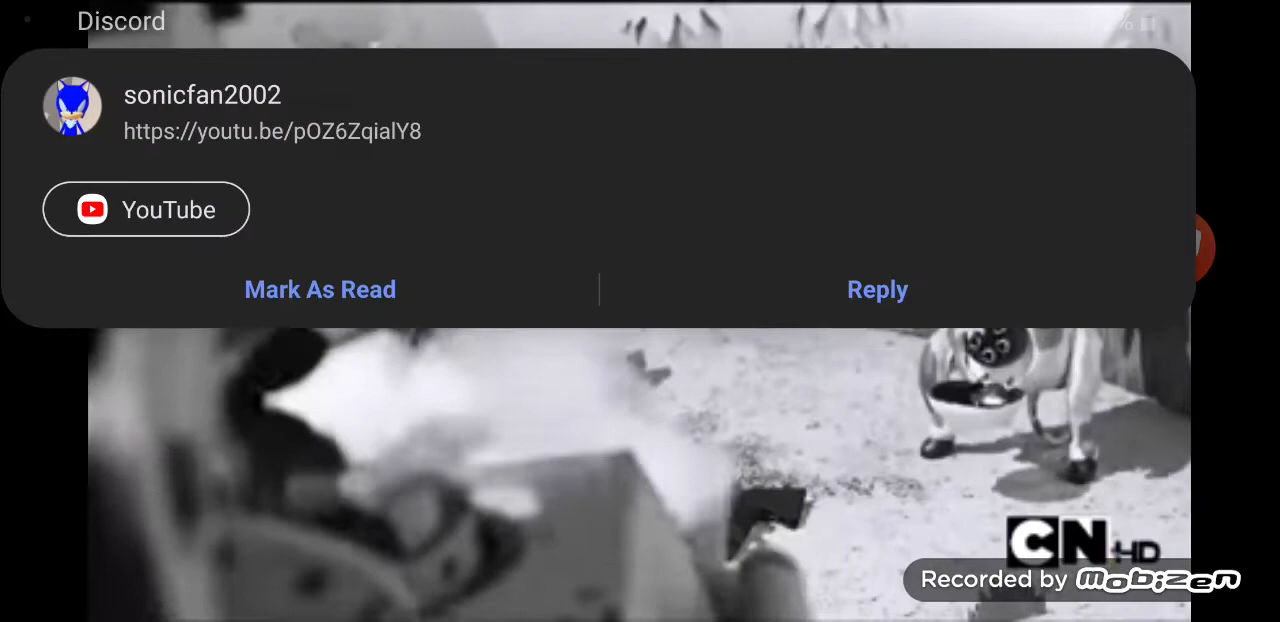 Discord
sonicfan2002
https://youtu.be/pOZ6ZqialY8
YouTube
Mark As Read
Reply
CN HD
Recorded by mobizen